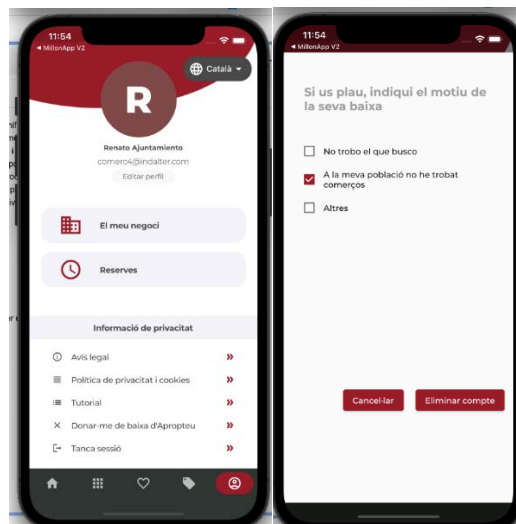 11:54
MillonApp V2
Català
R
Renato Ajuntamiento
comerc4@indalter.com
Editar perfil
El meu negoci
Reserves
Informació de privacitat
Avís legal
Política de privacitat i cookies
Tutorial
Donar-me de baixa d'Apropteu
Tanca sessió
11:54
MillonApp V2
Si us plau, indiqui el motiu de
la seva baixa
No trobo el que busco
A la meva població no he trobat
comerços
Altres
Cancel·lar
Eliminar compte